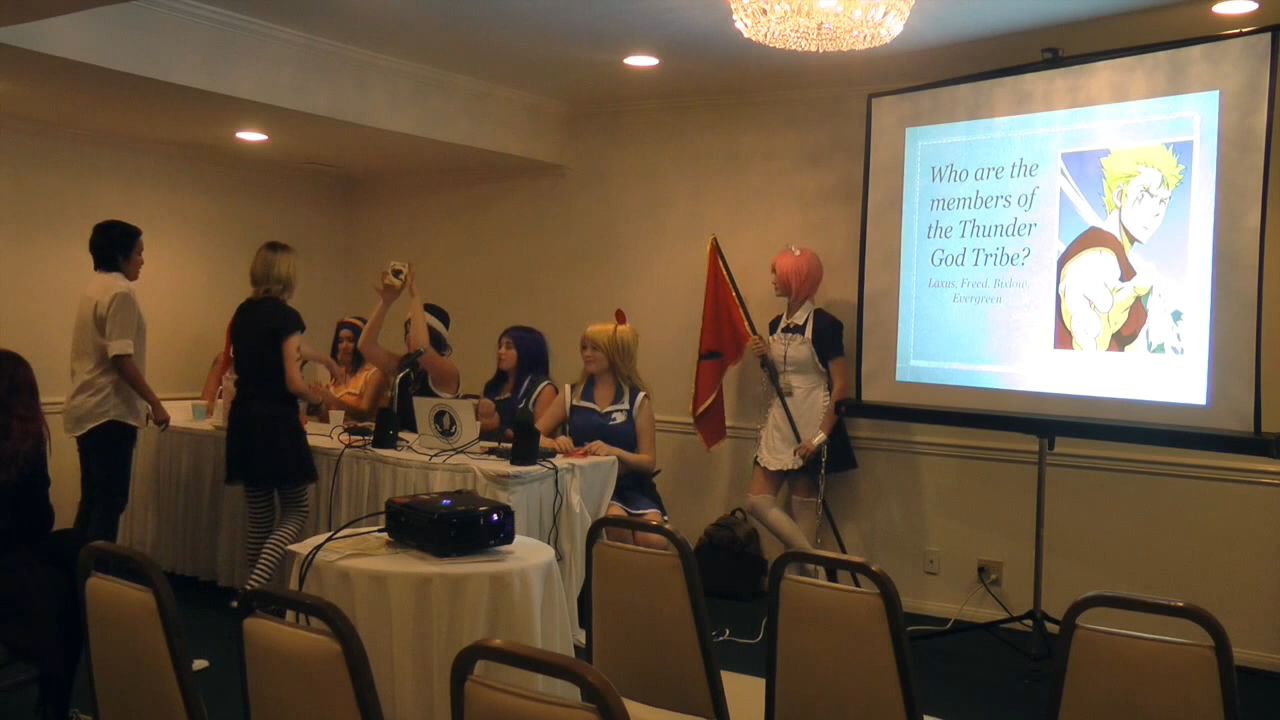 Who are the
members of
the Thunder
God Tribe?
Laxus, Freed, Bixlow,
Evergreen